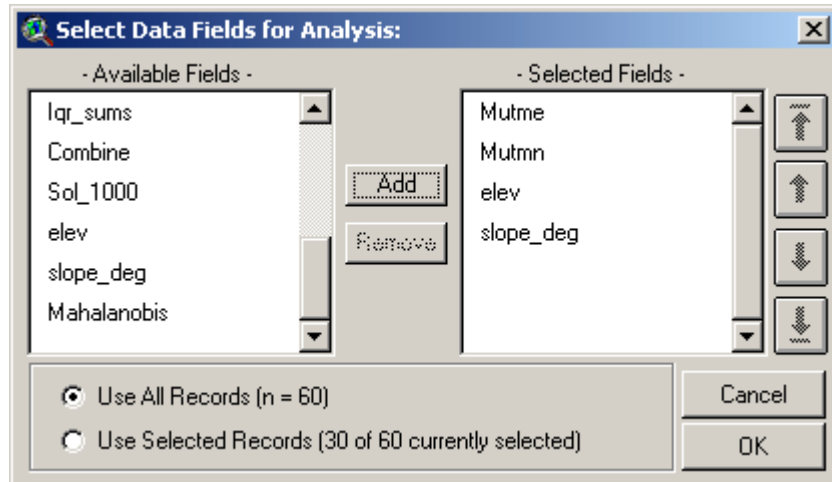 Select Data Fields for Analysis:
- Available Fields -
Iqr_sums
Combine
Sol_1000
elev
slope_deg
Mahalanobis
Add
Remove
- Selected Fields -
Mutme
Mutmn
elev
slope_deg
Use All Records (n = 60)
Use Selected Records (30 of 60 currently selected)
Cancel
OK